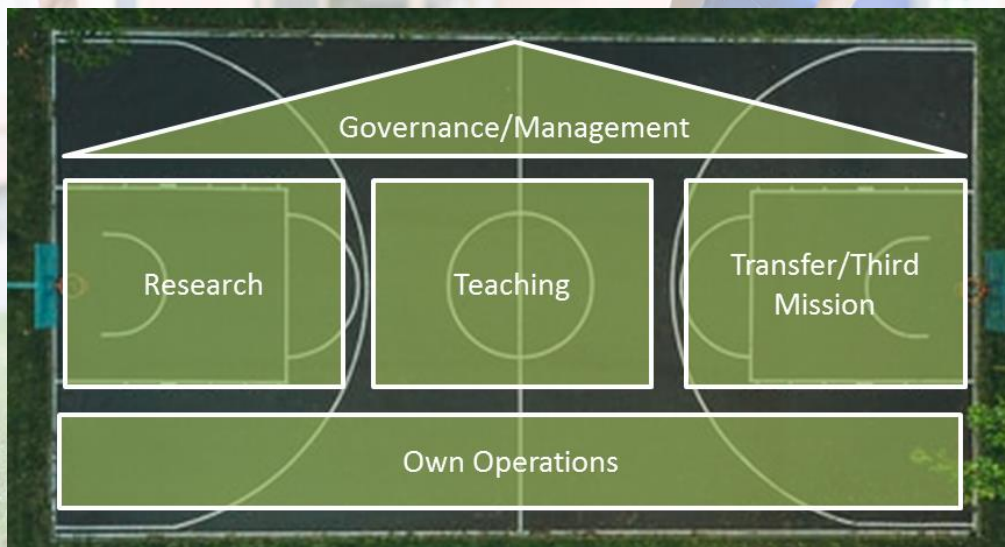 Governance/Management
Research
Teaching
Transfer/Third
Mission
Own Operations